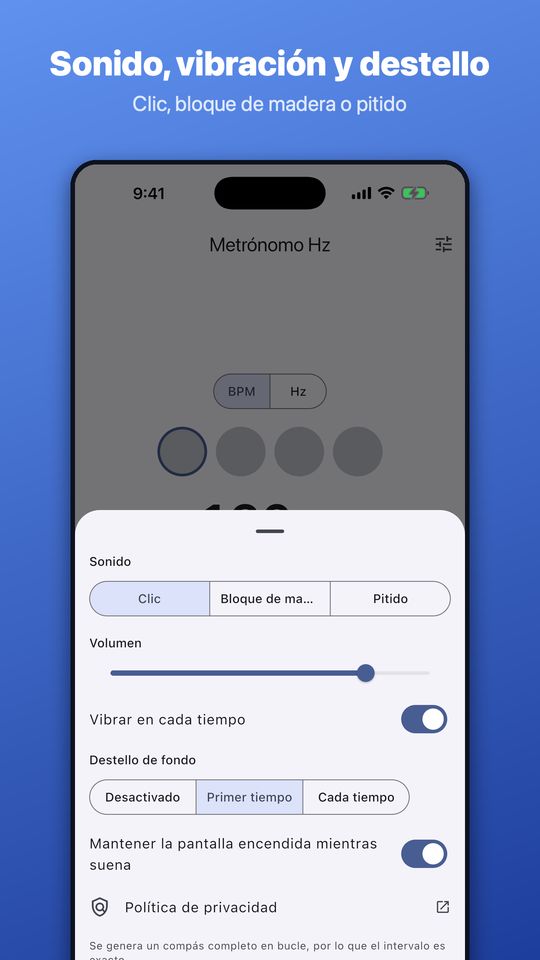 Sonido, vibración y destello
Clic, bloque de madera o pitido
9:41
Metrónomo Hz
BPM Hz
Sonido
Clic Bloque de ma... Pitido
Volumen
Vibrar en cada tiempo
Destello de fondo
Desactivado Primer tiempo Cada tiempo
Mantener la pantalla encendida mientras
suena
Política de privacidad
Se genera un compás completo en bucle, por lo que el intervalo es